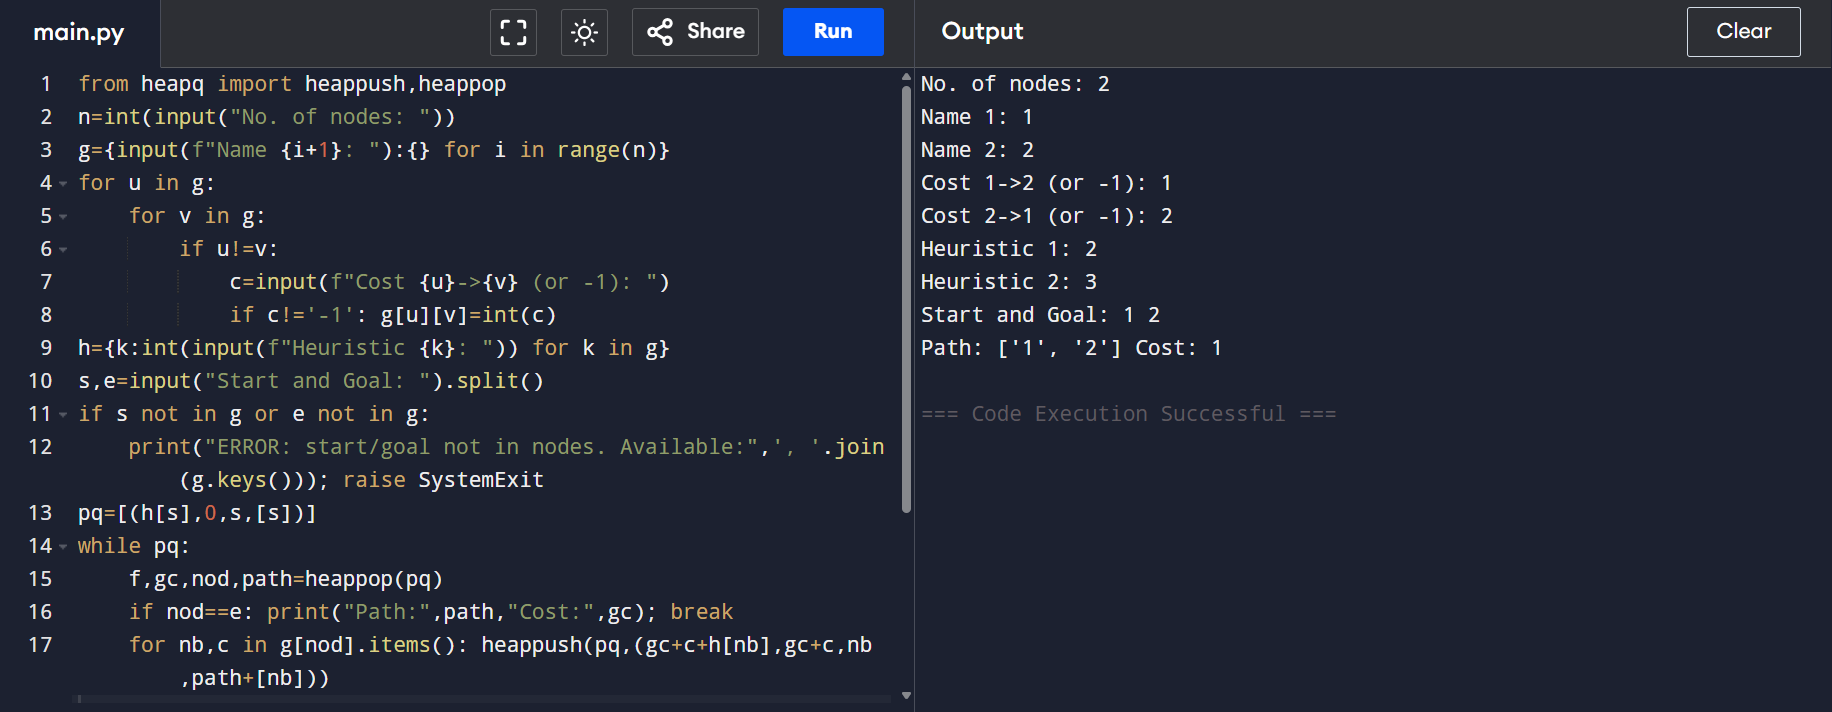 main.py
Share
Run
Output
Clear
1 from heapq import heappush,heappop
2 n=int(input("No. of nodes: "))
3 g={input(f"Name {i+1}: "):{} for i in range(n)}
4 for u in g:
5     for v in g:
6         if u!=v:
7             c=input(f"Cost {u}->{v} (or -1): ")
8             if c!='-1': g[u][v]=int(c)
9 h={k:int(input(f"Heuristic {k}: ")) for k in g}
10 s,e=input("Start and Goal: ").split()
11 if s not in g or e not in g:
12     print("ERROR: start/goal not in nodes. Available:",', '.join
(g.keys())); raise SystemExit
13 pq=[(h[s],0,s,[s])]
14 while pq:
15     f,gc,nod,path=heappop(pq)
16     if nod==e: print("Path:",path,"Cost:",gc); break
17     for nb,c in g[nod].items(): heappush(pq,(gc+c+h[nb],gc+c,nb
,path+[nb]))
No. of nodes: 2
Name 1: 1
Name 2: 2
Cost 1->2 (or -1): 1
Cost 2->1 (or -1): 2
Heuristic 1: 2
Heuristic 2: 3
Start and Goal: 1 2
Path: ['1', '2'] Cost: 1
=== Code Execution Successful ===